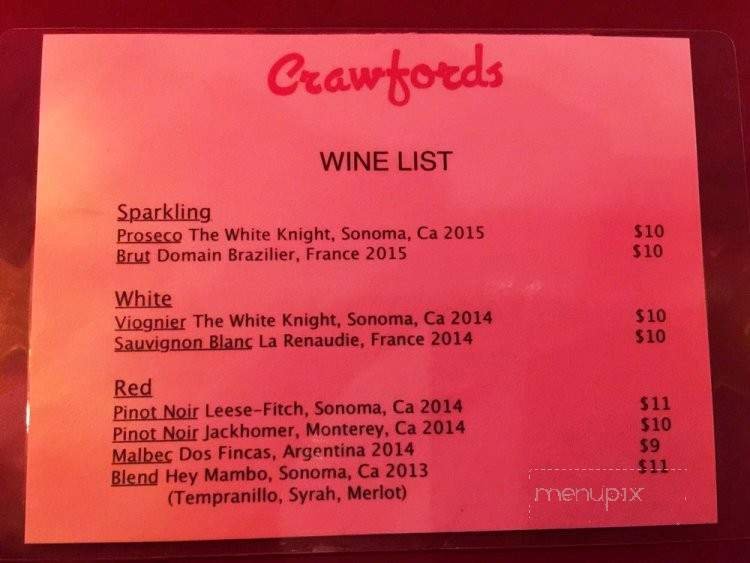 Crawfords
WINE LIST
Sparkling
Proseco The White Knight, Sonoma, Ca 2015 $10
Brut Domain Brazilier, France 2015 $10
White
Viognier The White Knight, Sonoma, Ca 2014 $10
Sauvignon Blanc La Renaudie, France 2014 $10
Red
Pinot Noir Leese-Fitch, Sonoma, Ca 2014 $11
Pinot Noir Jackhomer, Monterey, Ca 2014 $10
Malbec Dos Fincas, Argentina 2014 $9
Blend Hey Mambo, Sonoma, Ca 2013 $11
(Tempranillo, Syrah, Merlot)
menupix